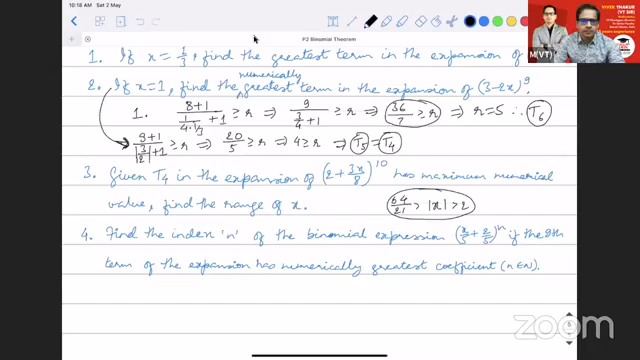 10:18 AM Sat 2 May
P2 Binomial Theorem
VIVEK THAKUR
(VT SIR)
M(VT)
1. If x = 1/3, find the greatest term in the expansion of
2. If x=1, find the numerically greatest term in the expansion of (3-2x)^9
1. (8+1)/(1/(4·1/3)+1) ≥ r ⇒ 9/(3/4+1) ≥ r ⇒ 36/7 ≥ r ⇒ r=5 ∴ T6
(9+1)/(|3/2|+1) ≥ r ⇒ 20/5 ≥ r ⇒ 4 ≥ r ⇒ T5 = T4
3. Given T4 in the expansion of (2 + 3x/8)^10 has maximum numerical
value, find the range of x. 64/21 > |x| > 2
4. Find the index 'n' of the binomial expression (x/5 + 2/5)^n if the 9th
term of the expansion has numerically greatest coefficient (n∈N).
zoom